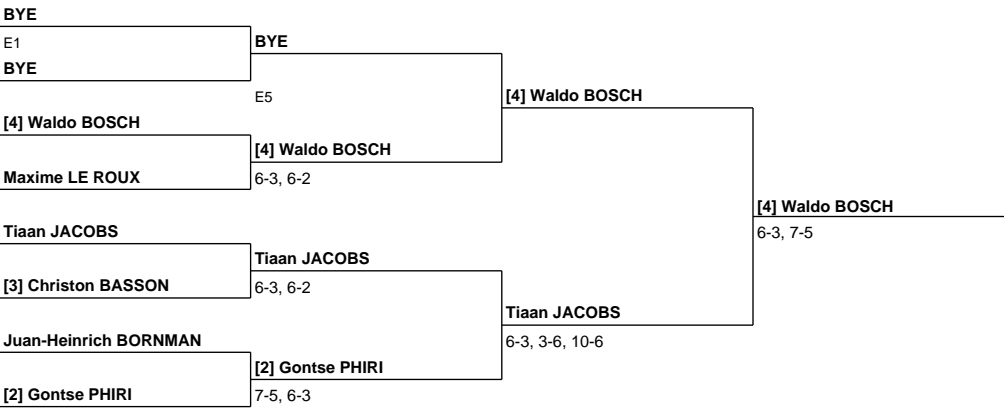 BYE
E1
BYE
BYE
E5
[4] Waldo BOSCH
[4] Waldo BOSCH
Maxime LE ROUX
[4] Waldo BOSCH
6-3, 6-2
[4] Waldo BOSCH
6-3, 7-5
Tiaan JACOBS
Tiaan JACOBS
[3] Christon BASSON
6-3, 6-2
Tiaan JACOBS
6-3, 3-6, 10-6
Juan-Heinrich BORNMAN
[2] Gontse PHIRI
[2] Gontse PHIRI
7-5, 6-3